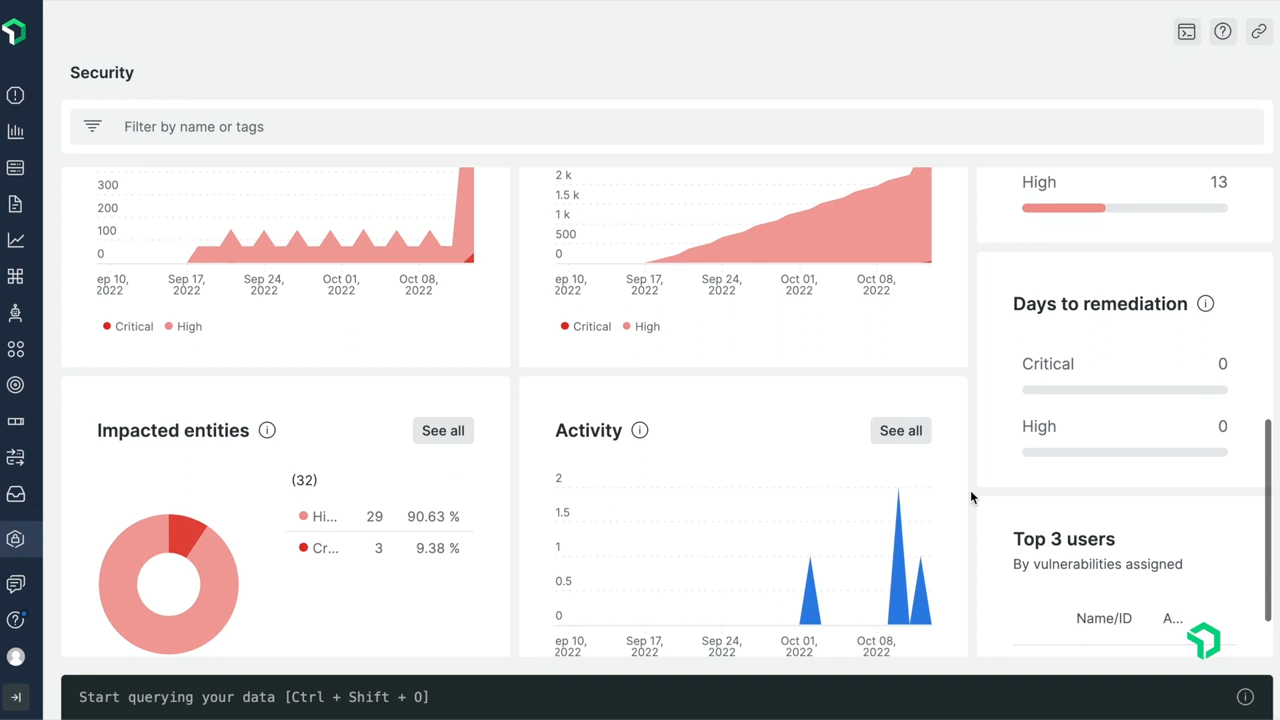 Security
Filter by name or tags
300
200
100
0
ep 10,
2022
Sep 17,
2022
Sep 24,
2022
Oct 01,
2022
Oct 08,
2022
Critical
High
2 k
1.5 k
1 k
500
0
ep 10,
2022
Sep 17,
2022
Sep 24,
2022
Oct 01,
2022
Oct 08,
2022
Critical
High
High 13
Days to remediation
Critical 0
High 0
Impacted entities
See all
(32)
Hi... 29 90.63 %
Cr... 3 9.38 %
Activity
See all
2
1.5
1
0.5
0
ep 10,
2022
Sep 17,
2022
Sep 24,
2022
Oct 01,
2022
Oct 08,
2022
Top 3 users
By vulnerabilities assigned
Name/ID A...
Start querying your data [Ctrl + Shift + O]